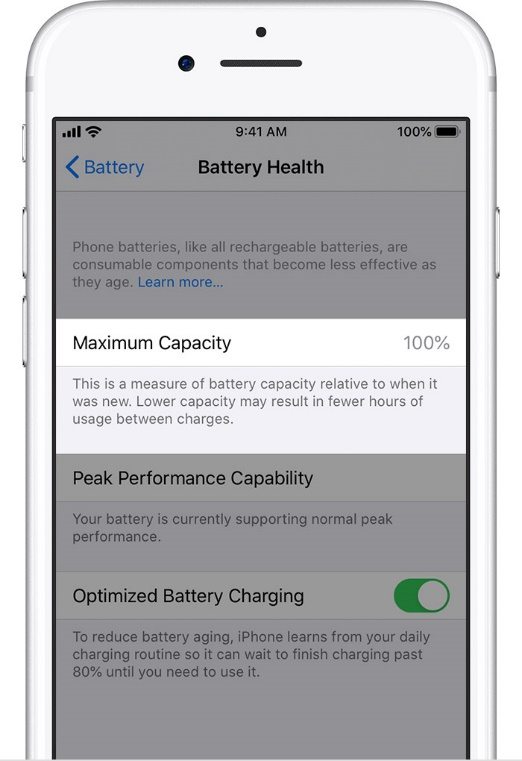 9:41 AM 100%
Battery Battery Health
Phone batteries, like all rechargeable batteries, are
consumable components that become less effective as
they age. Learn more...
Maximum Capacity 100%
This is a measure of battery capacity relative to when it
was new. Lower capacity may result in fewer hours of
usage between charges.
Peak Performance Capability
Your battery is currently supporting normal peak
performance.
Optimized Battery Charging
To reduce battery aging, iPhone learns from your daily
charging routine so it can wait to finish charging past
80% until you need to use it.